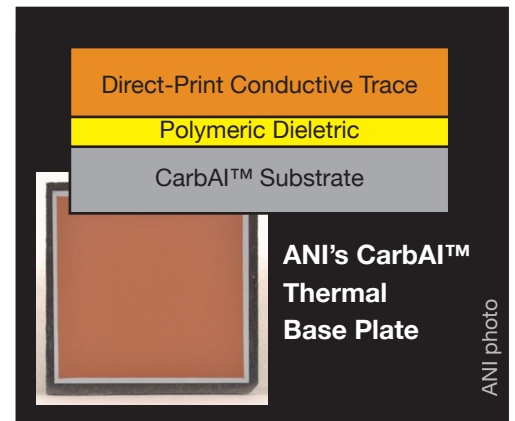 Direct-Print Conductive Trace
Polymeric Dieletric
CarbAl™ Substrate
ANI's CarbAl™
Thermal
Base Plate
ANI photo